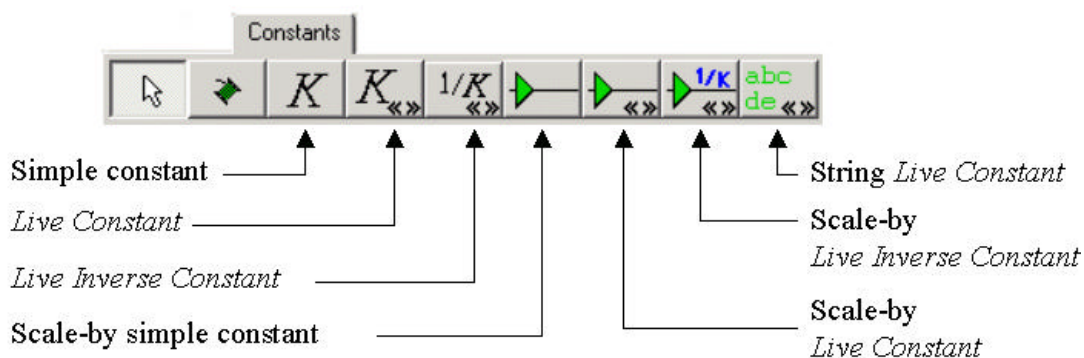 Constants
K K «» 1/K «» «» 1/K «» abc de «»
Simple constant
Live Constant
Live Inverse Constant
Scale-by simple constant
String Live Constant
Scale-by
Live Inverse Constant
Scale-by
Live Constant